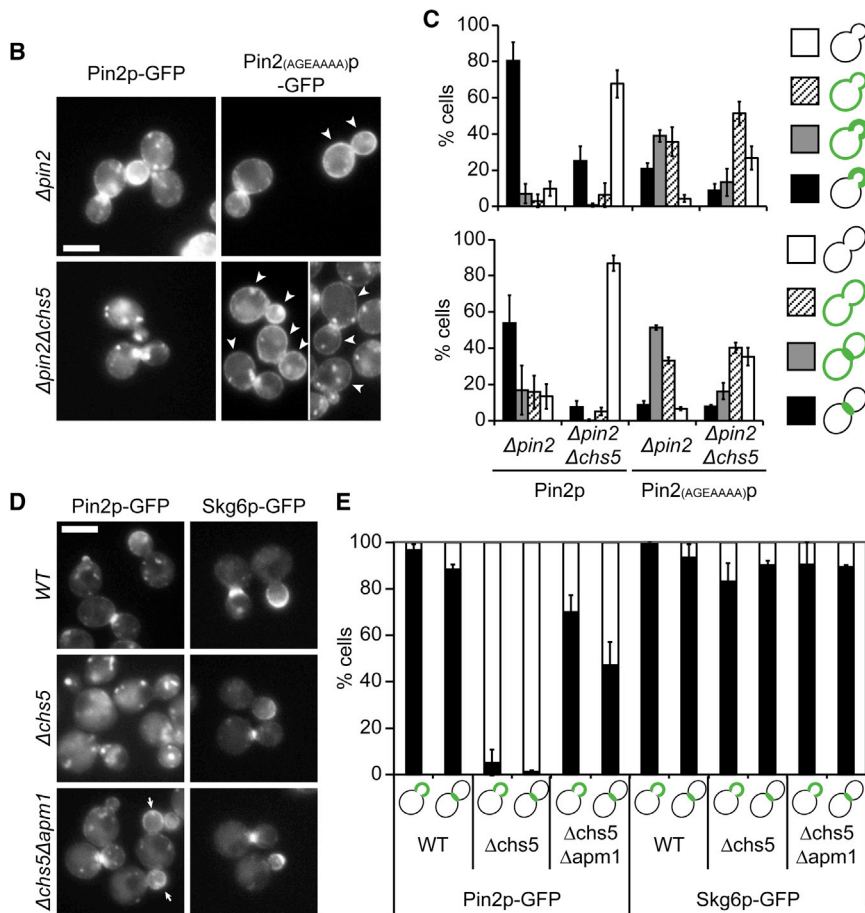 B
Pin2p-GFP
Pin2(AGEAAAA)p
-GFP
Δpin2
Δpin2Δchs5
C
100
80
60
40
20
0
% cells
100
80
60
40
20
0
% cells
Δpin2
Δpin2
Δchs5
Δpin2
Δpin2
Δchs5
Pin2p
Pin2(AGEAAAA)p
D
Pin2p-GFP
Skg6p-GFP
WT
Δchs5
Δchs5Δapm1
E
100
80
60
40
20
0
% cells
WT
Δchs5
Δchs5
Δapm1
WT
Δchs5
Δchs5
Δapm1
Pin2p-GFP
Skg6p-GFP